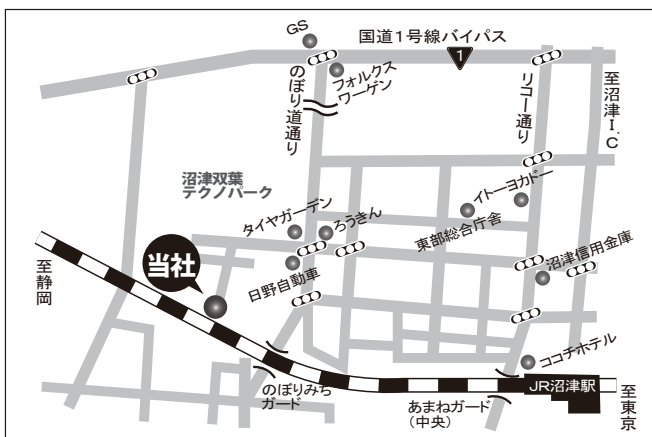 GS
国道1号線バイパス
1
フォルクス
ワーゲン
のぼり道通り
リコー通り
至沼津I.C
沼津双葉
テクノパーク
イトーヨカドー
タイヤガーデン
ろうきん
東部総合庁舎
当社
日野自動車
沼津信用金庫
至静岡
ココチホテル
のぼりみち
ガード
あまねガード
(中央)
JR沼津駅
至東京